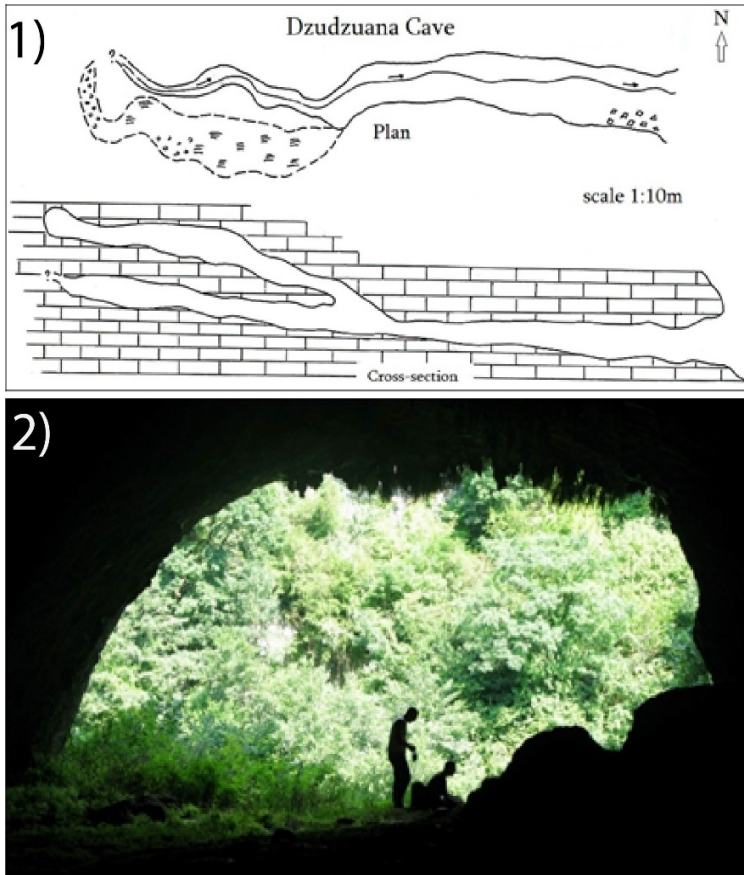 1)
Dzudzuana Cave
N
?
Plan
scale 1:10m
?
Cross-section
2)